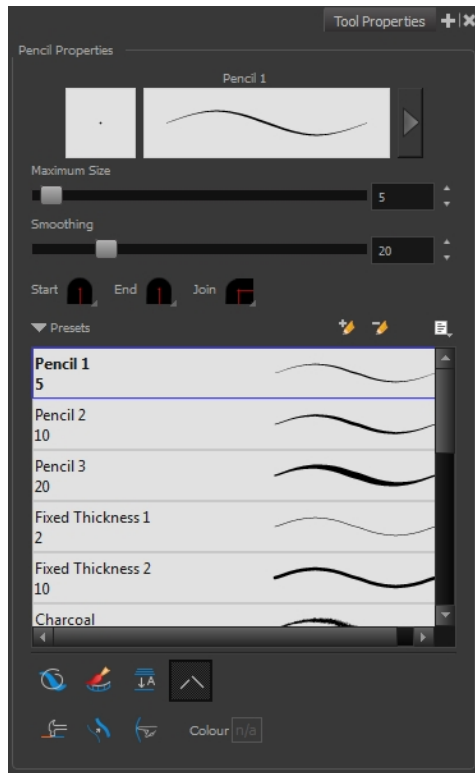 Tool Properties
Pencil Properties
Pencil 1
Maximum Size
5
Smoothing
20
Start End Join
Presets
Pencil 1
5
Pencil 2
10
Pencil 3
20
Fixed Thickness 1
2
Fixed Thickness 2
10
Charcoal
Colour n/a